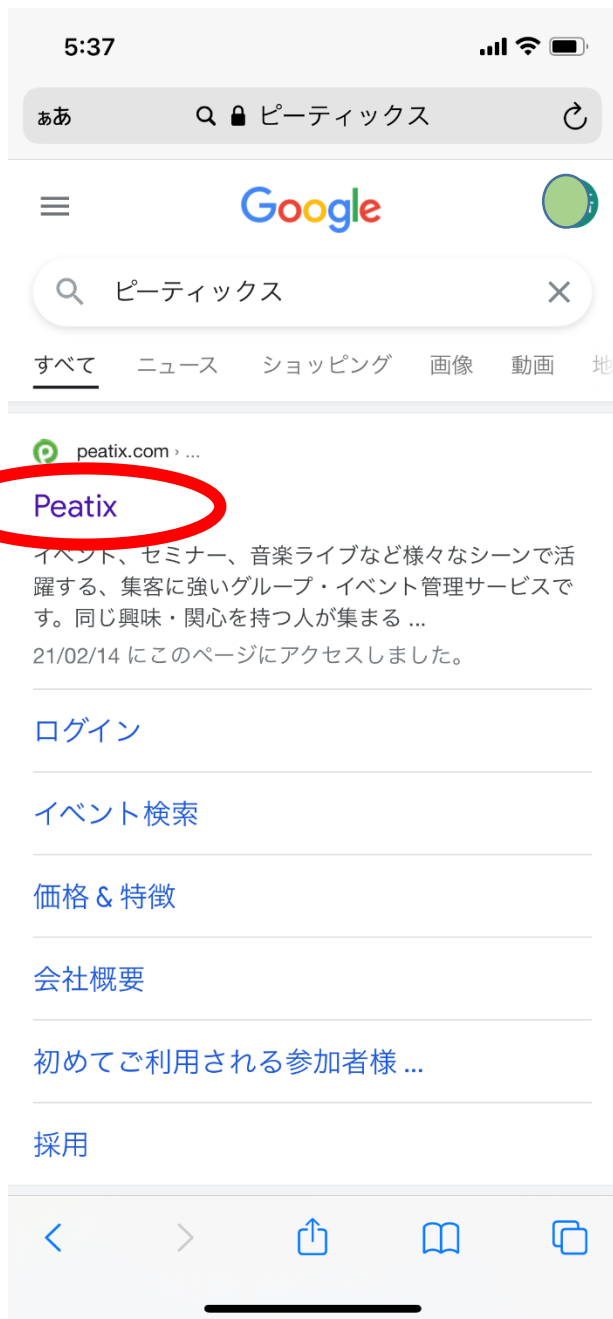 5:37
ぁあ ピーティックス
Google
ピーティックス
すべて ニュース ショッピング 画像 動画 地
peatix.com › ...
Peatix
イベント、セミナー、音楽ライブなど様々なシーンで活
躍する、集客に強いグループ・イベント管理サービスで
す。同じ興味・関心を持つ人が集まる ...
21/02/14 にこのページにアクセスしました。
ログイン
イベント検索
価格 & 特徴
会社概要
初めてご利用される参加者様 ...
採用